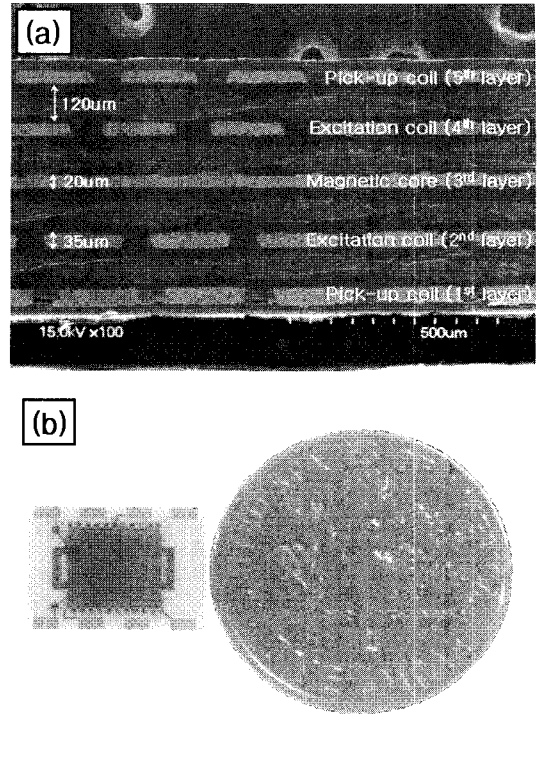 (a)
Pick-up coil (5th layer)
120um
Excitation coil (4th layer)
20um
Magnetic core (3rd layer)
35um
Excitation coil (2nd layer)
Pick-up coil (1st layer)
15.0kV x100
500um
(b)